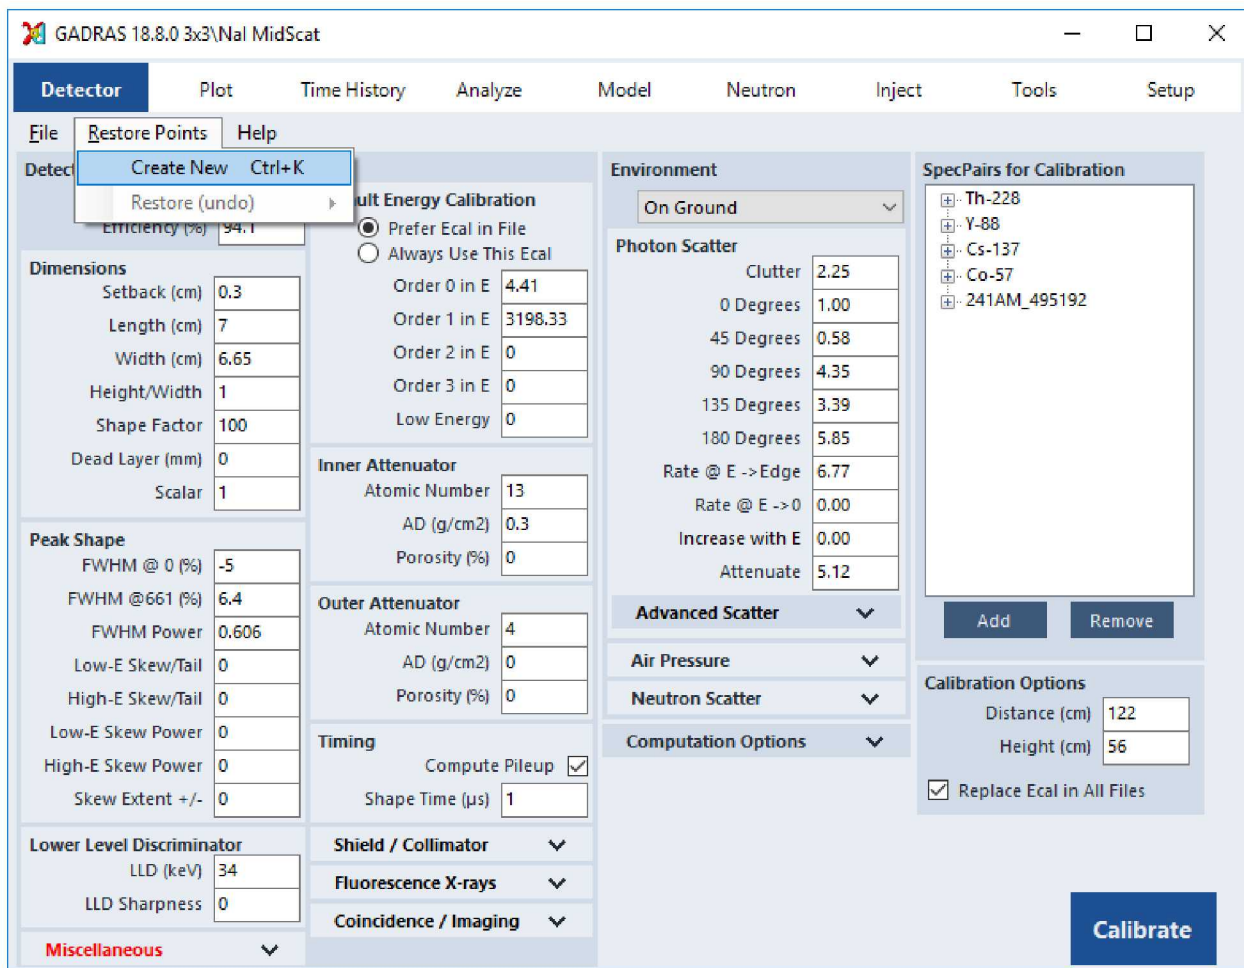 GADRAS 18.8.0 3x3\NaI MidScat
Detector Plot Time History Analyze Model Neutron Inject Tools Setup
File Restore Points Help
Create New Ctrl+K
Restore (undo)
Efficiency (%) 94.1
Dimensions
Setback (cm) 0.3
Length (cm) 7
Width (cm) 6.65
Height/Width 1
Shape Factor 100
Dead Layer (mm) 0
Scalar 1
Peak Shape
FWHM @ 0 (%) -5
FWHM @661 (%) 6.4
FWHM Power 0.606
Low-E Skew/Tail 0
High-E Skew/Tail 0
Low-E Skew Power 0
High-E Skew Power 0
Skew Extent +/- 0
Lower Level Discriminator
LLD (keV) 34
LLD Sharpness 0
Miscellaneous
Energy Calibration
Prefer Ecal in File
Always Use This Ecal
Order 0 in E 4.41
Order 1 in E 3198.33
Order 2 in E 0
Order 3 in E 0
Low Energy 0
Inner Attenuator
Atomic Number 13
AD (g/cm2) 0.3
Porosity (%) 0
Outer Attenuator
Atomic Number 4
AD (g/cm2) 0
Porosity (%) 0
Timing
Compute Pileup
Shape Time (µs) 1
Shield / Collimator
Fluorescence X-rays
Coincidence / Imaging
Environment
On Ground
Photon Scatter
Clutter 2.25
0 Degrees 1.00
45 Degrees 0.58
90 Degrees 4.35
135 Degrees 3.39
180 Degrees 5.85
Rate @ E ->Edge 6.77
Rate @ E ->0 0.00
Increase with E 0.00
Attenuate 5.12
Advanced Scatter
Air Pressure
Neutron Scatter
Computation Options
SpecPairs for Calibration
Th-228
Y-88
Cs-137
Co-57
241AM_495192
Add Remove
Calibration Options
Distance (cm) 122
Height (cm) 56
Replace Ecal in All Files
Calibrate